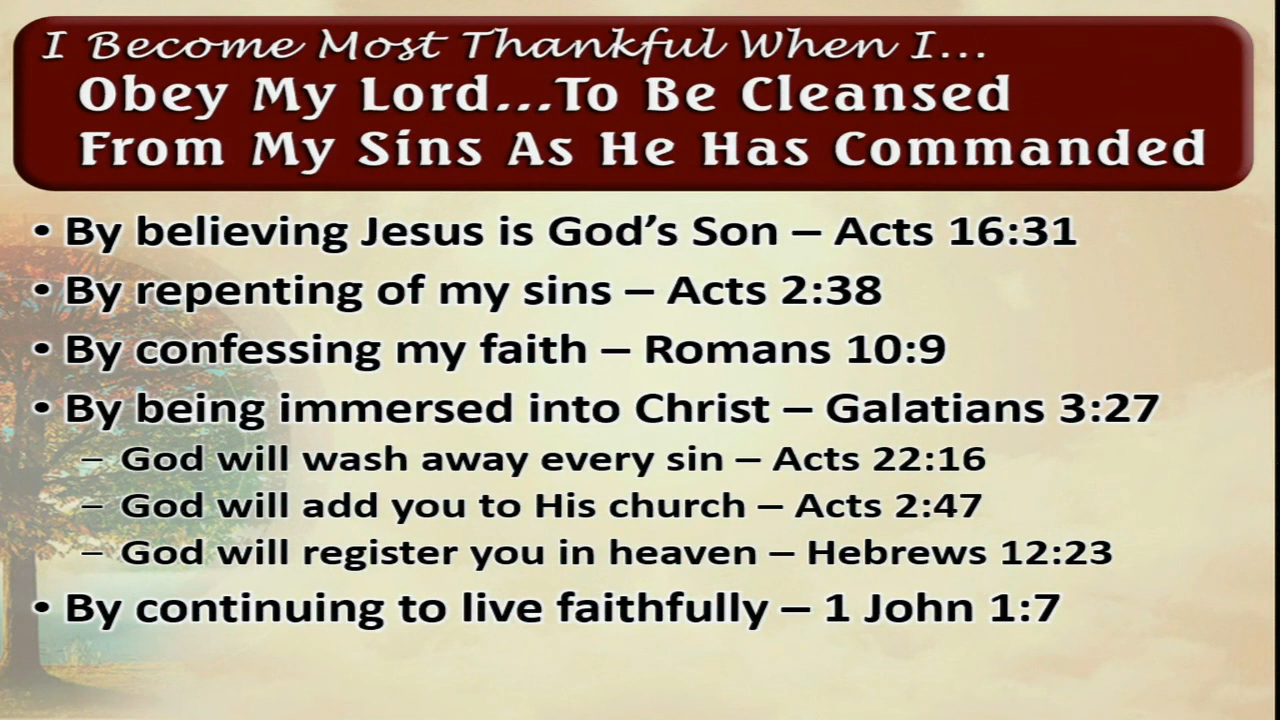 I Become Most Thankful When I...
Obey My Lord...To Be Cleansed
From My Sins As He Has Commanded
• By believing Jesus is God's Son – Acts 16:31
• By repenting of my sins – Acts 2:38
• By confessing my faith – Romans 10:9
• By being immersed into Christ – Galatians 3:27
– God will wash away every sin – Acts 22:16
– God will add you to His church – Acts 2:47
– God will register you in heaven – Hebrews 12:23
• By continuing to live faithfully – 1 John 1:7